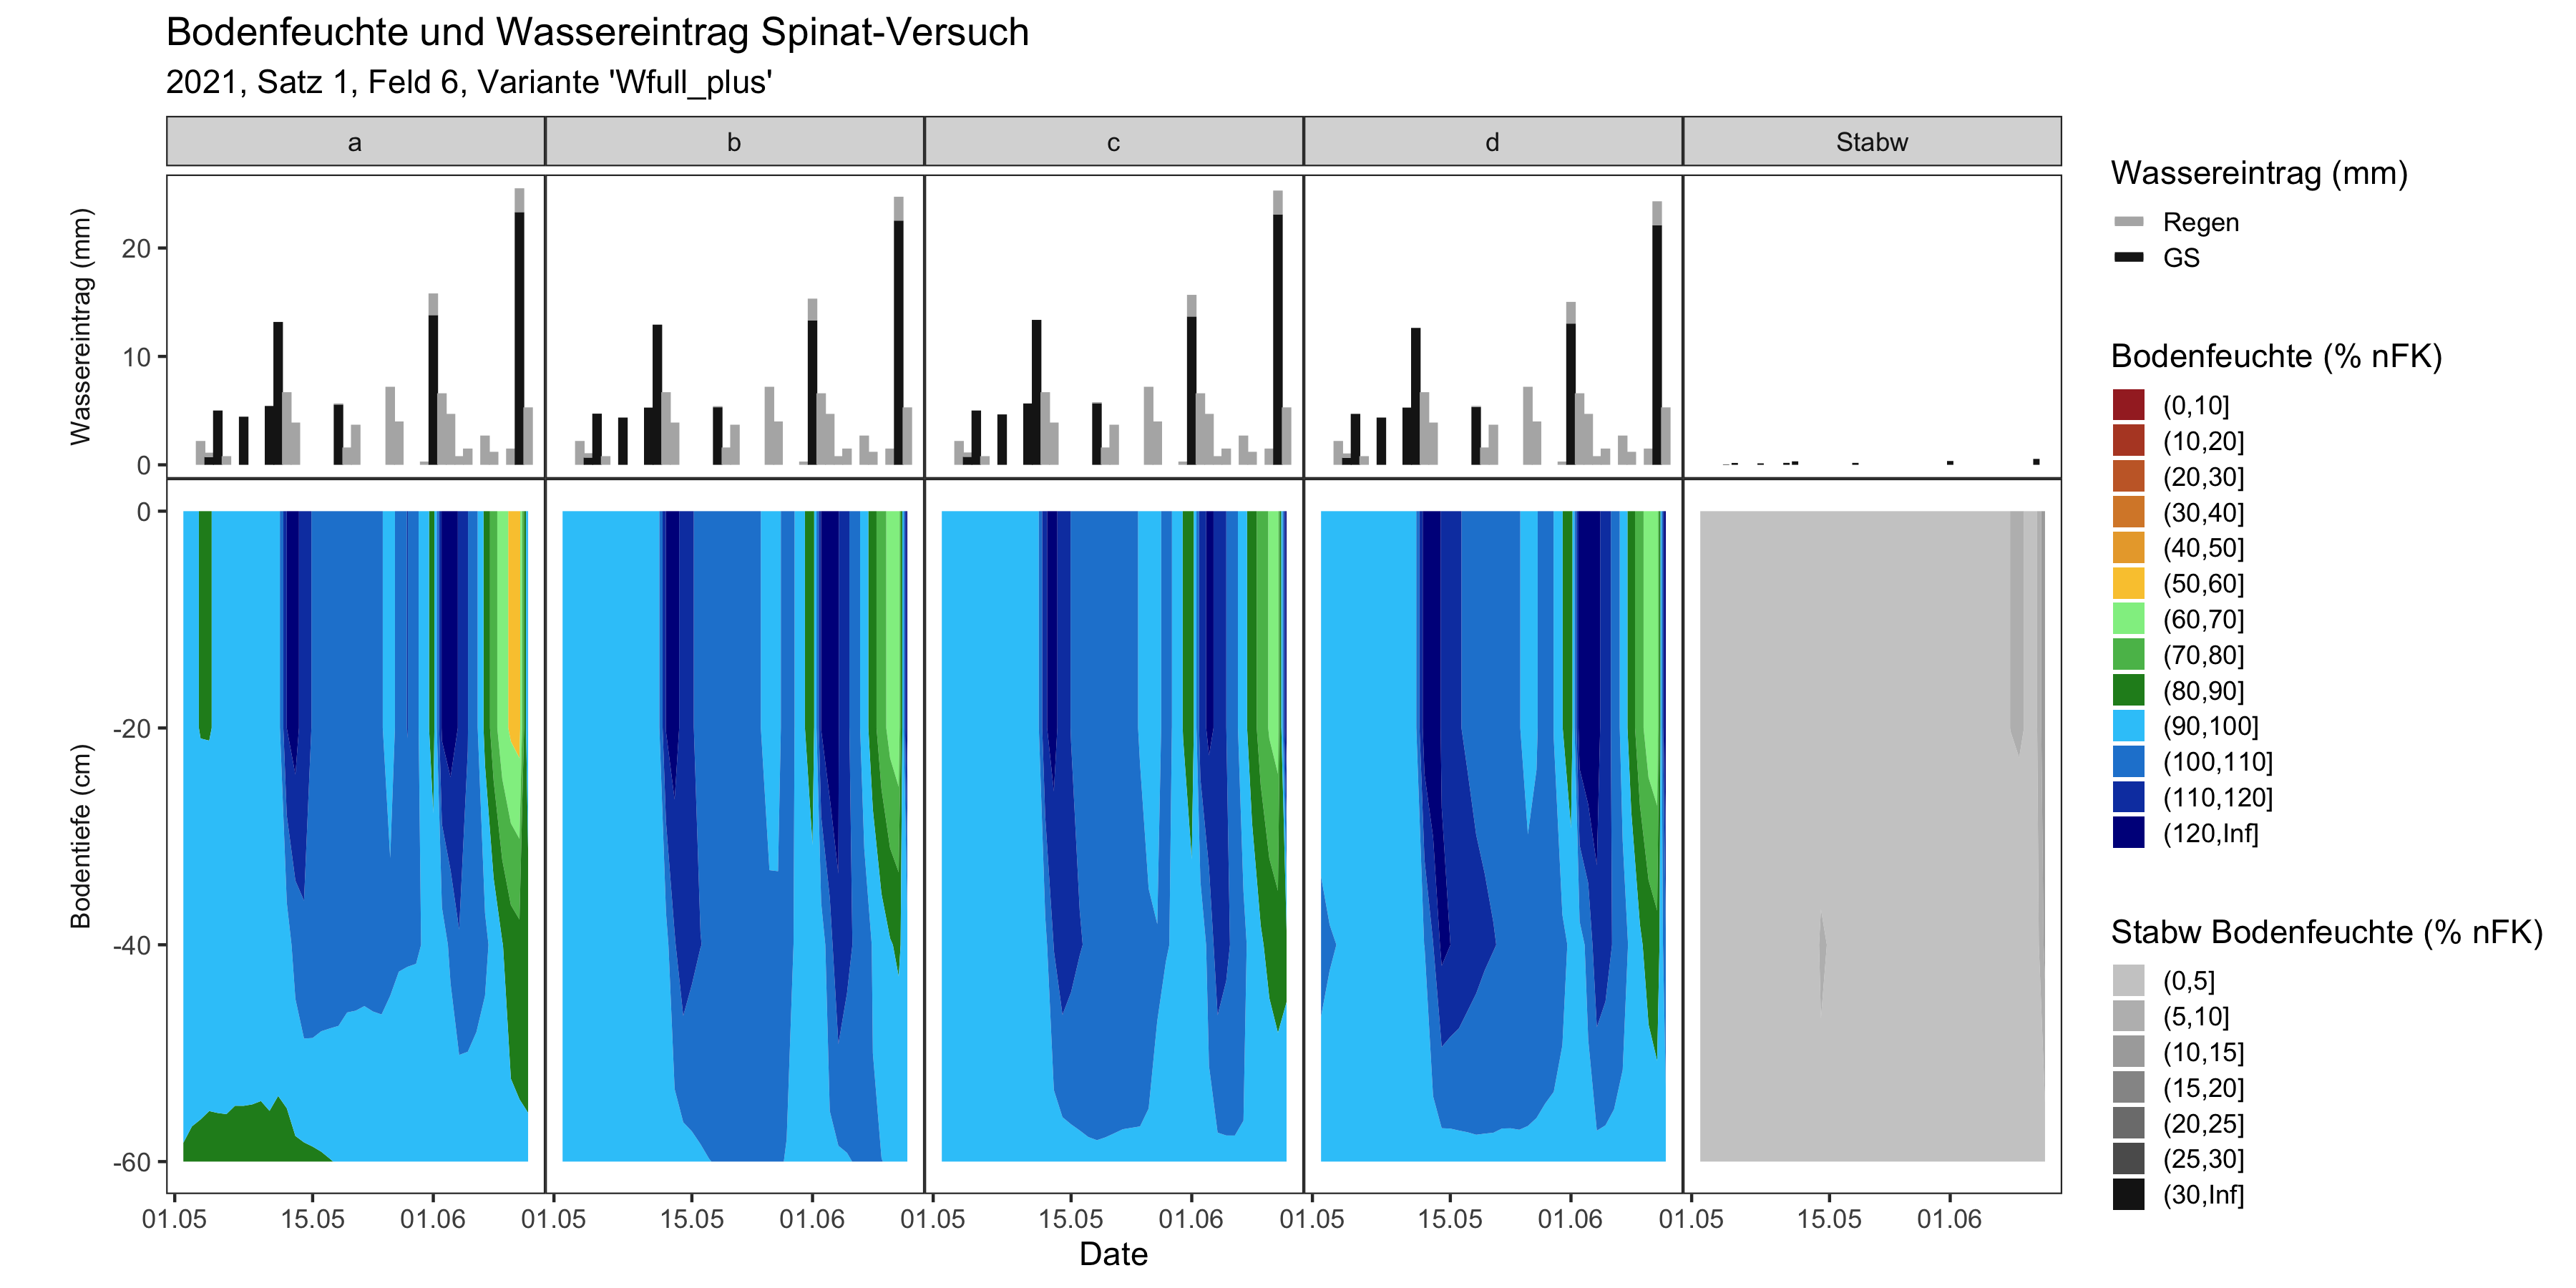 Bodenfeuchte und Wassereintrag Spinat-Versuch
2021, Satz 1, Feld 6, Variante 'Wfull_plus'
a b c d Stabw
Wassereintrag (mm)
20
10
0
Bodentiefe (cm)
0
-20
-40
-60
01.05 15.05 01.06 01.05 15.05 01.06 01.05 15.05 01.06 01.05 15.05 01.06 01.05 15.05 01.06
Date
Wassereintrag (mm)
Regen
GS
Bodenfeuchte (% nFK)
(0,10]
(10,20]
(20,30]
(30,40]
(40,50]
(50,60]
(60,70]
(70,80]
(80,90]
(90,100]
(100,110]
(110,120]
(120,Inf]
Stabw Bodenfeuchte (% nFK)
(0,5]
(5,10]
(10,15]
(15,20]
(20,25]
(25,30]
(30,Inf]